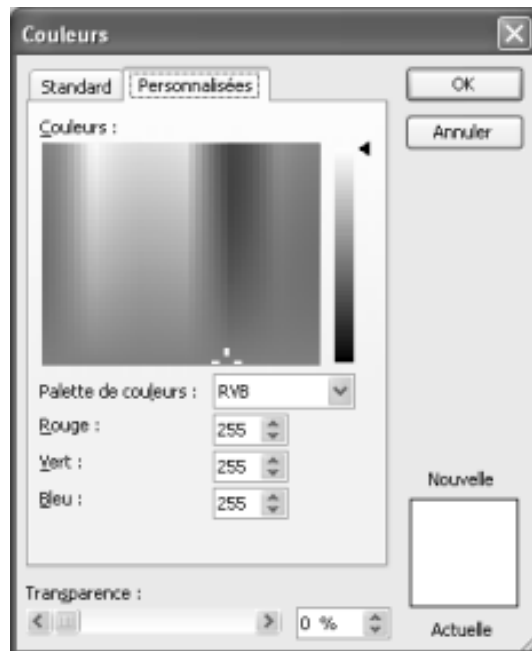 Couleurs
Standard Personnalisées OK
Couleurs : Annuler
Palette de couleurs : RVB
Rouge : 255
Vert : 255
Bleu : 255
Nouvelle
Transparence :
0 % Actuelle